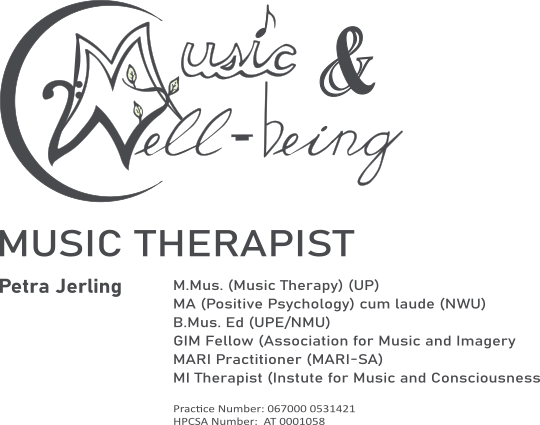 Music &
Well-being
MUSIC THERAPIST
Petra Jerling
M.Mus. (Music Therapy) (UP)
MA (Positive Psychology) cum laude (NWU)
B.Mus. Ed (UPE/NMU)
GIM Fellow (Association for Music and Imagery
MARI Practitioner (MARI-SA)
MI Therapist (Instute for Music and Consciousness
Practice Number: 067000 0531421
HPCSA Number: AT 0001058